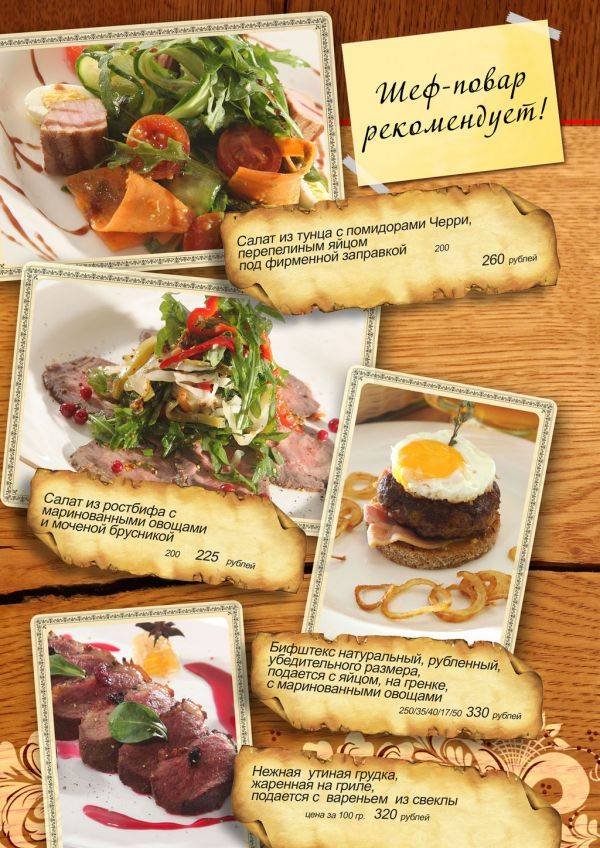 Шеф-повар
рекомендует!
Салат из тунца с помидорами Черри,
перепелиным яйцом
под фирменной заправкой 200
260 рублей
Салат из ростбифа с
маринованными овощами
и моченой брусникой
200 225 рублей
Бифштекс натуральный, рубленный,
убедительного размера,
подается с яйцом, на гренке,
с маринованными овощами
250/35/40/17/50 330 рублей
Нежная утиная грудка,
жаренная на гриле,
подается с вареньем из свеклы
цена за 100 гр. 320 рублей